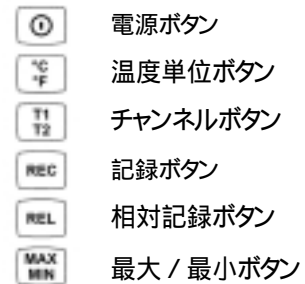 電源ボタン
°C °F 温度単位ボタン
T1 T2 チャンネルボタン
REC 記録ボタン
REL 相対記録ボタン
MAX MIN 最大 / 最小ボタン